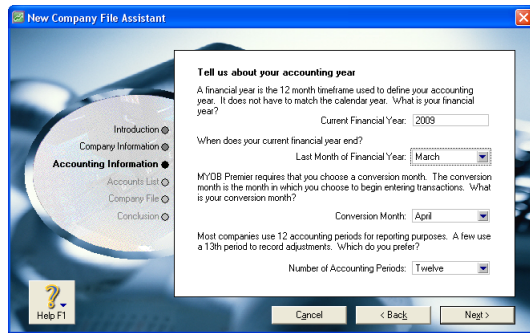 New Company File Assistant
Introduction
Company Information
Accounting Information
Accounts List
Company File
Conclusion
Help F1
Tell us about your accounting year
A financial year is the 12 month timeframe used to define your accounting
year. It does not have to match the calendar year. What is your financial
year?
Current Financial Year: 2009
When does your current financial year end?
Last Month of Financial Year: March
MYOB Premier requires that you choose a conversion month. The conversion
month is the month in which you choose to begin entering transactions. What
is your conversion month?
Conversion Month: April
Most companies use 12 accounting periods for reporting purposes. A few use
a 13th period to record adjustments. Which do you prefer?
Number of Accounting Periods: Twelve
Cancel
< Back
Next >